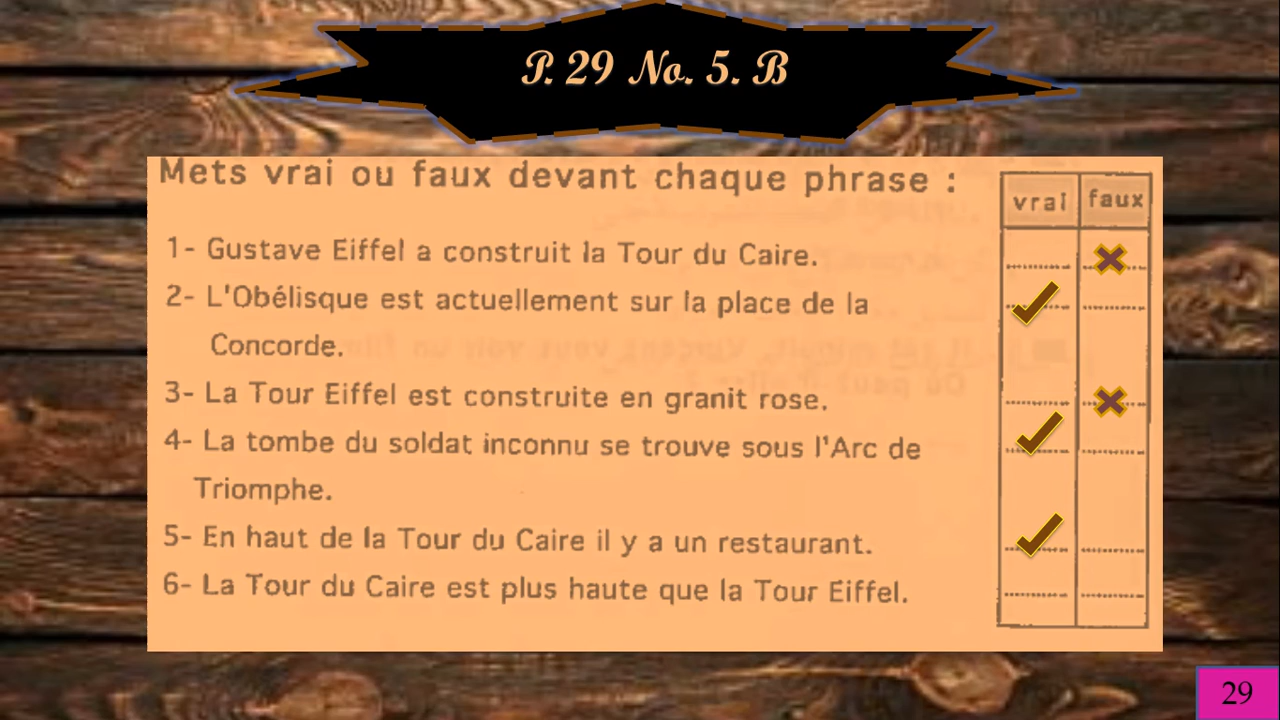 P. 29 No. 5. B
Mets vrai ou faux devant chaque phrase :
vrai faux
1- Gustave Eiffel a construit la Tour du Caire.
2- L'Obélisque est actuellement sur la place de la
Concorde.
3- La Tour Eiffel est construite en granit rose.
4- La tombe du soldat inconnu se trouve sous l'Arc de
Triomphe.
5- En haut de la Tour du Caire il y a un restaurant.
6- La Tour du Caire est plus haute que la Tour Eiffel.
29